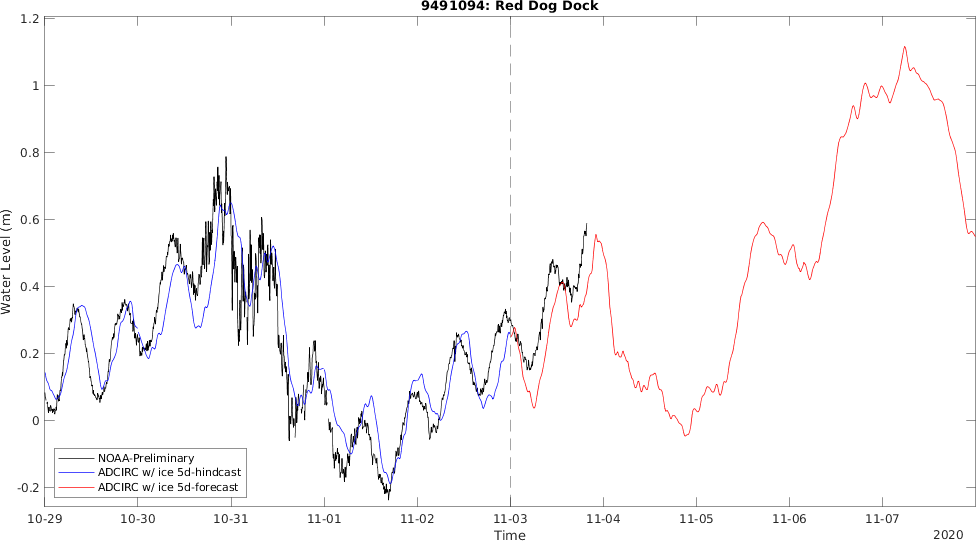 9491094: Red Dog Dock
1.2
1
0.8
0.6
0.4
0.2
0
-0.2
Water Level (m)
NOAA-Preliminary
ADCIRC w/ ice 5d-hindcast
ADCIRC w/ ice 5d-forecast
10-29 10-30 10-31 11-01 11-02 11-03 11-04 11-05 11-06 11-07
Time
2020